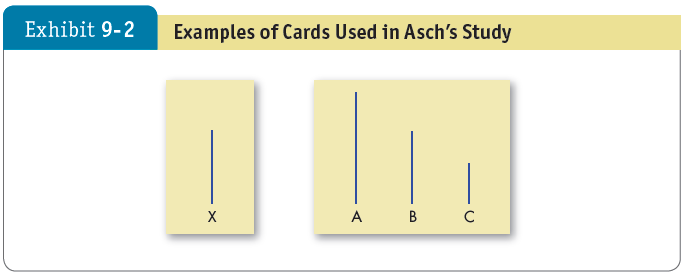 Exhibit 9-2
Examples of Cards Used in Asch's Study
X
A B C